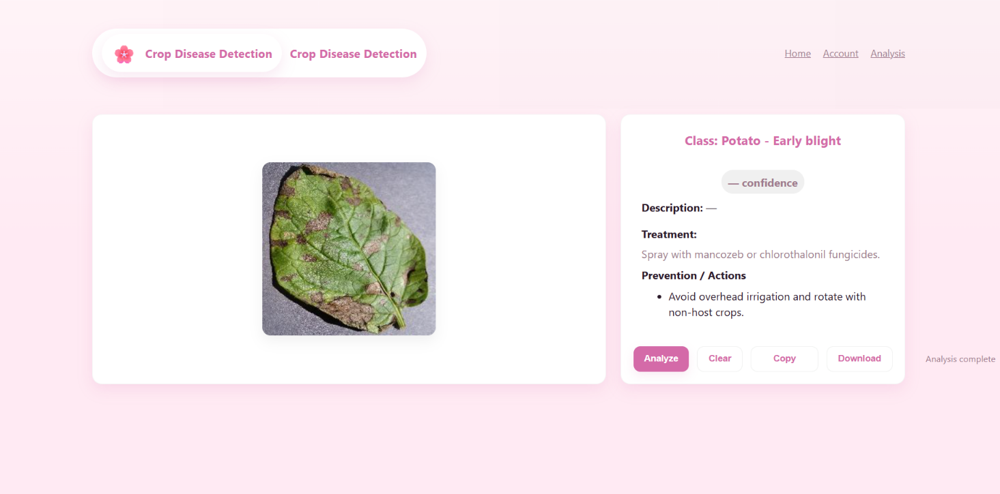 Crop Disease Detection Crop Disease Detection
Home Account Analysis
Class: Potato - Early blight
— confidence
Description: —
Treatment:
Spray with mancozeb or chlorothalonil fungicides.
Prevention / Actions
• Avoid overhead irrigation and rotate with
non-host crops.
Analyze Clear Copy Download
Analysis complete